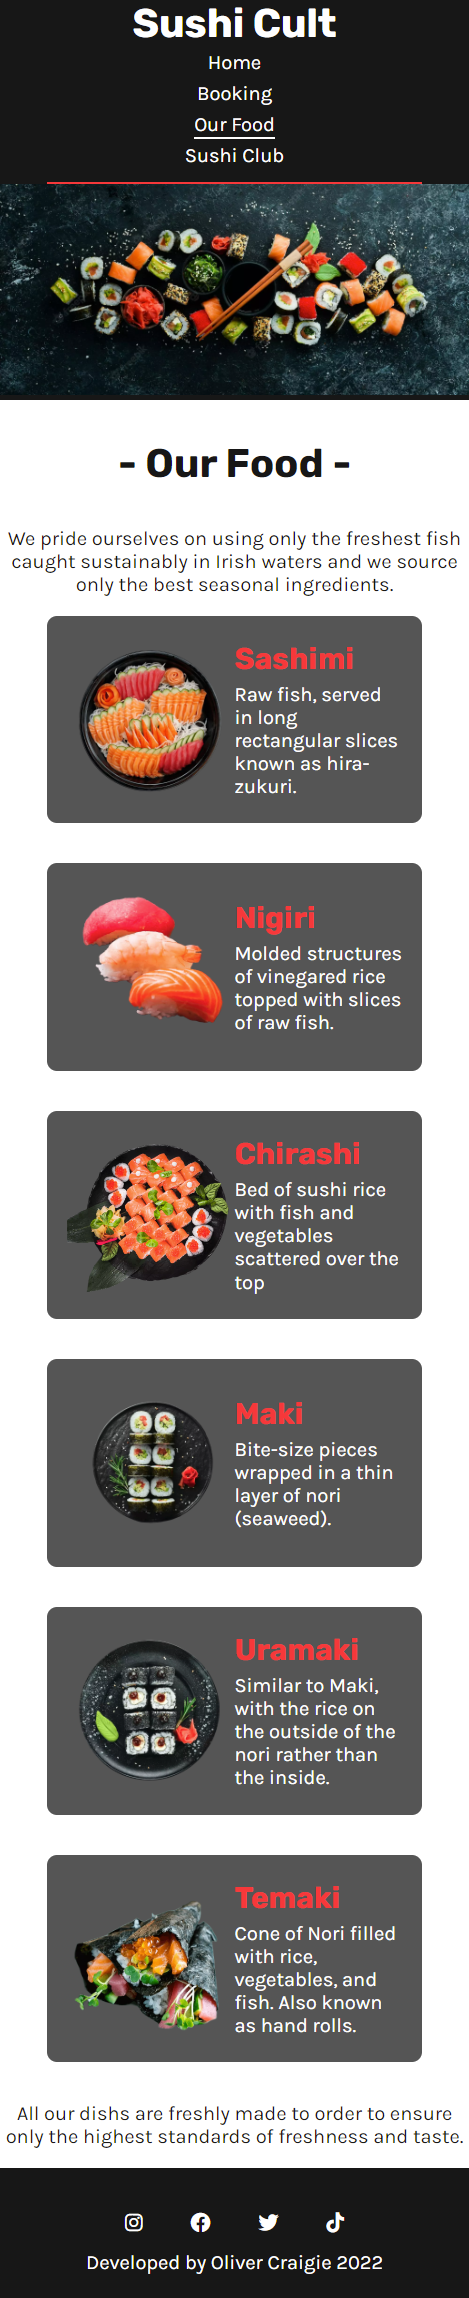 Sushi Cult
Home
Booking
Our Food
Sushi Club
- Our Food -
We pride ourselves on using only the freshest fish
caught sustainably in Irish waters and we source
only the best seasonal ingredients.
Sashimi
Raw fish, served
in long
rectangular slices
known as hira-
zukuri.
Nigiri
Molded structures
of vinegared rice
topped with slices
of raw fish.
Chirashi
Bed of sushi rice
with fish and
vegetables
scattered over the
top
Maki
Bite-size pieces
wrapped in a thin
layer of nori
(seaweed).
Uramaki
Similar to Maki,
with the rice on
the outside of the
nori rather than
the inside.
Temaki
Cone of Nori filled
with rice,
vegetables, and
fish. Also known
as hand rolls.
All our dishs are freshly made to order to ensure
only the highest standards of freshness and taste.
Developed by Oliver Craigie 2022